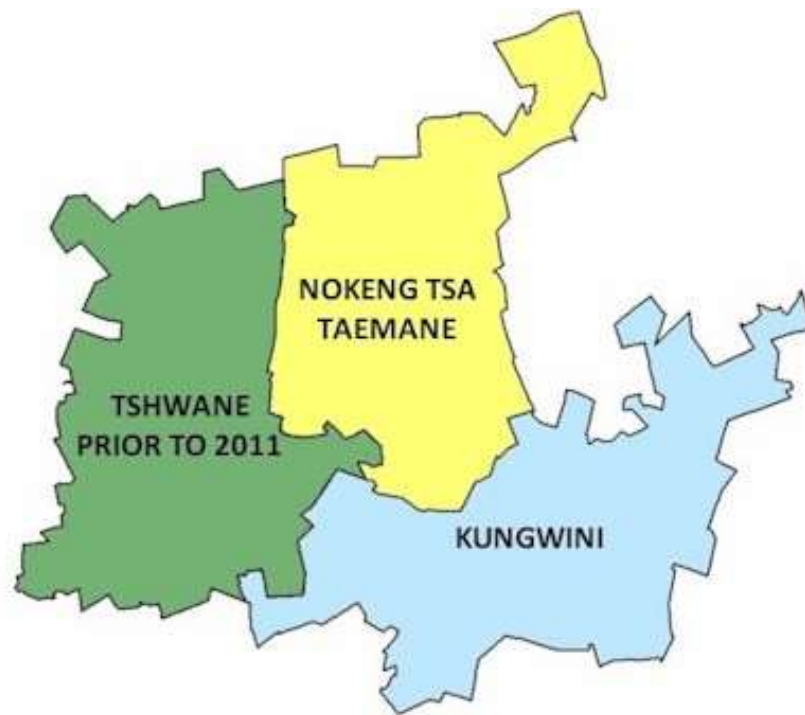 NOKENG TSA
TAEMANE
TSHWANE
PRIOR TO 2011
KUNGWINI